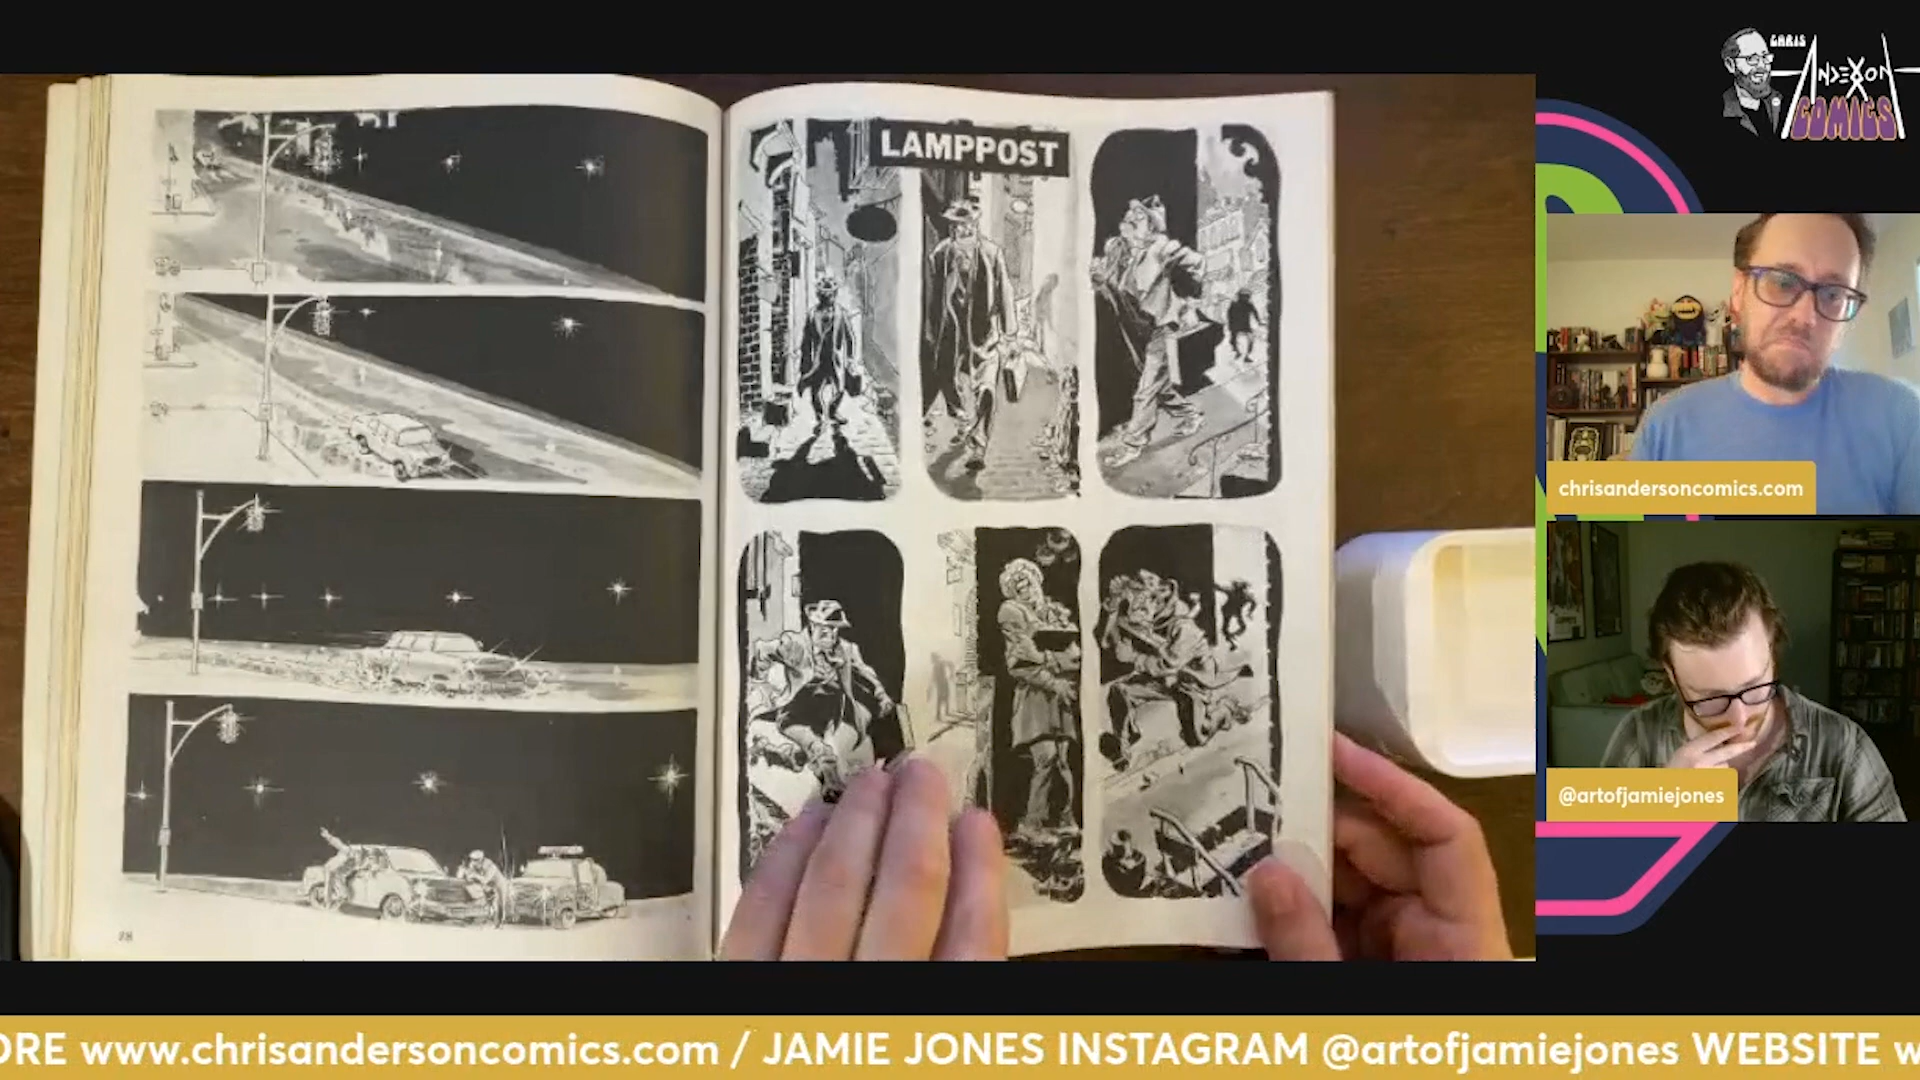 CHRIS
ANDERSON
COMICS
LAMPPOST
chrisandersoncomics.com
@artofjamiejones
28
ORE www.chrisandersoncomics.com / JAMIE JONES INSTAGRAM @artofjamiejones WEBSITE w